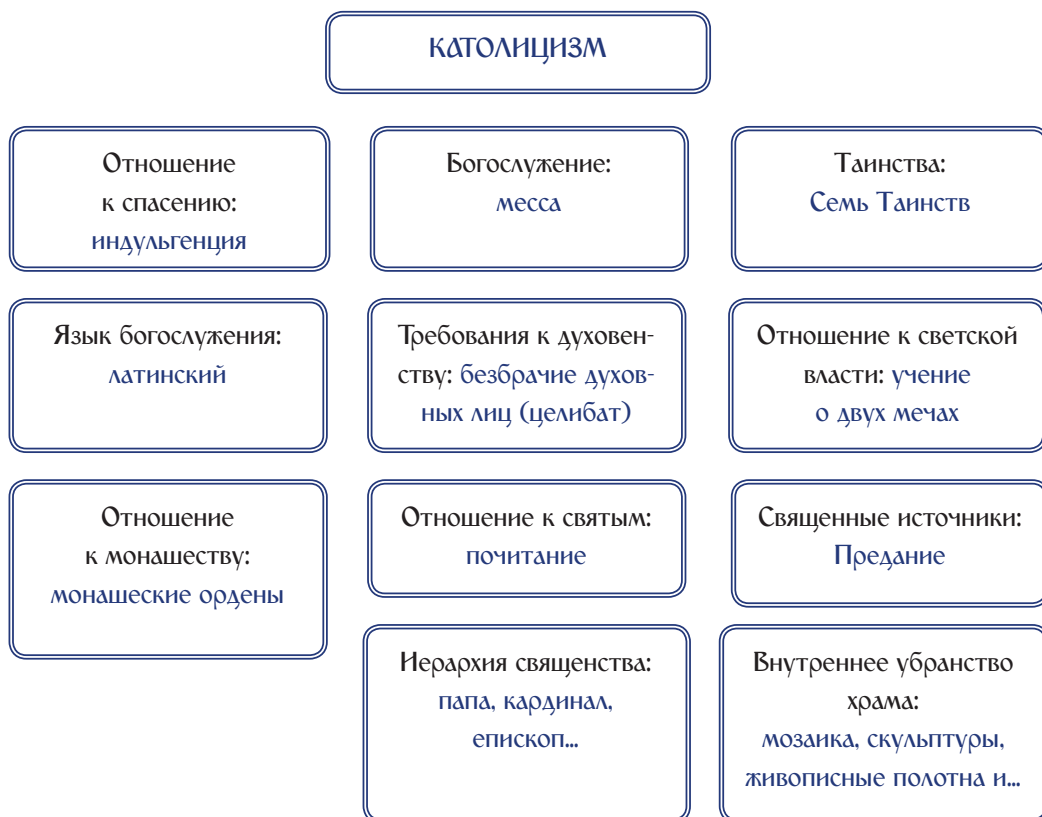 КАТОЛИЦИЗМ
Отношение
к спасению:
индульгенция
Богослужение:
месса
Таинства:
Семь Таинств
Язык богослужения:
латинский
Требования к духовен-
ству: безбрачие духов-
ных лиц (целибат)
Отношение к светской
власти: учение
о двух мечах
Отношение
к монашеству:
монашеские ордены
Отношение к святым:
почитание
Священные источники:
Предание
Иерархия священства:
папа, кардинал,
епископ...
Внутреннее убранство
храма:
мозаика, скульптуры,
живописные полотна и...